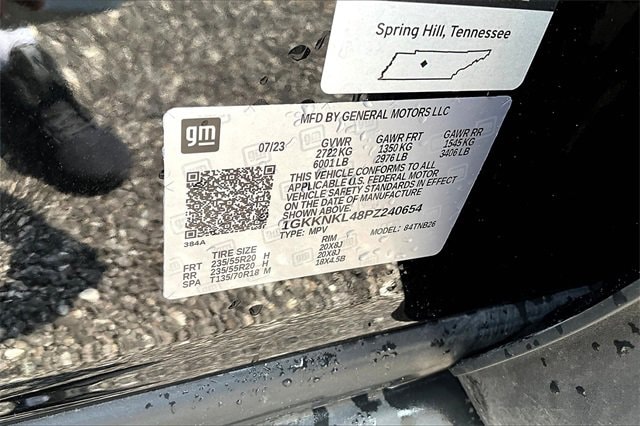 Spring Hill, Tennessee
gm
MFD BY GENERAL MOTORS LLC
07/23 GVWR GAWR FRT GAWR RR
2722 KG 1350 KG 1545 KG
6001 LB 2976 LB 3406 LB
THIS VEHICLE CONFORMS TO ALL
APPLICABLE U.S. FEDERAL MOTOR
VEHICLE SAFETY STANDARDS IN EFFECT
ON THE DATE OF MANUFACTURE
SHOWN ABOVE.
1GKKNKL48PZ240654
TYPE: MPV MODEL: 84TNB26
384A
TIRE SIZE RIM
FRT 235/55R20 H 20X8J
RR 235/55R20 H 20X8J
SPA T135/70R18 M 18X4.5B